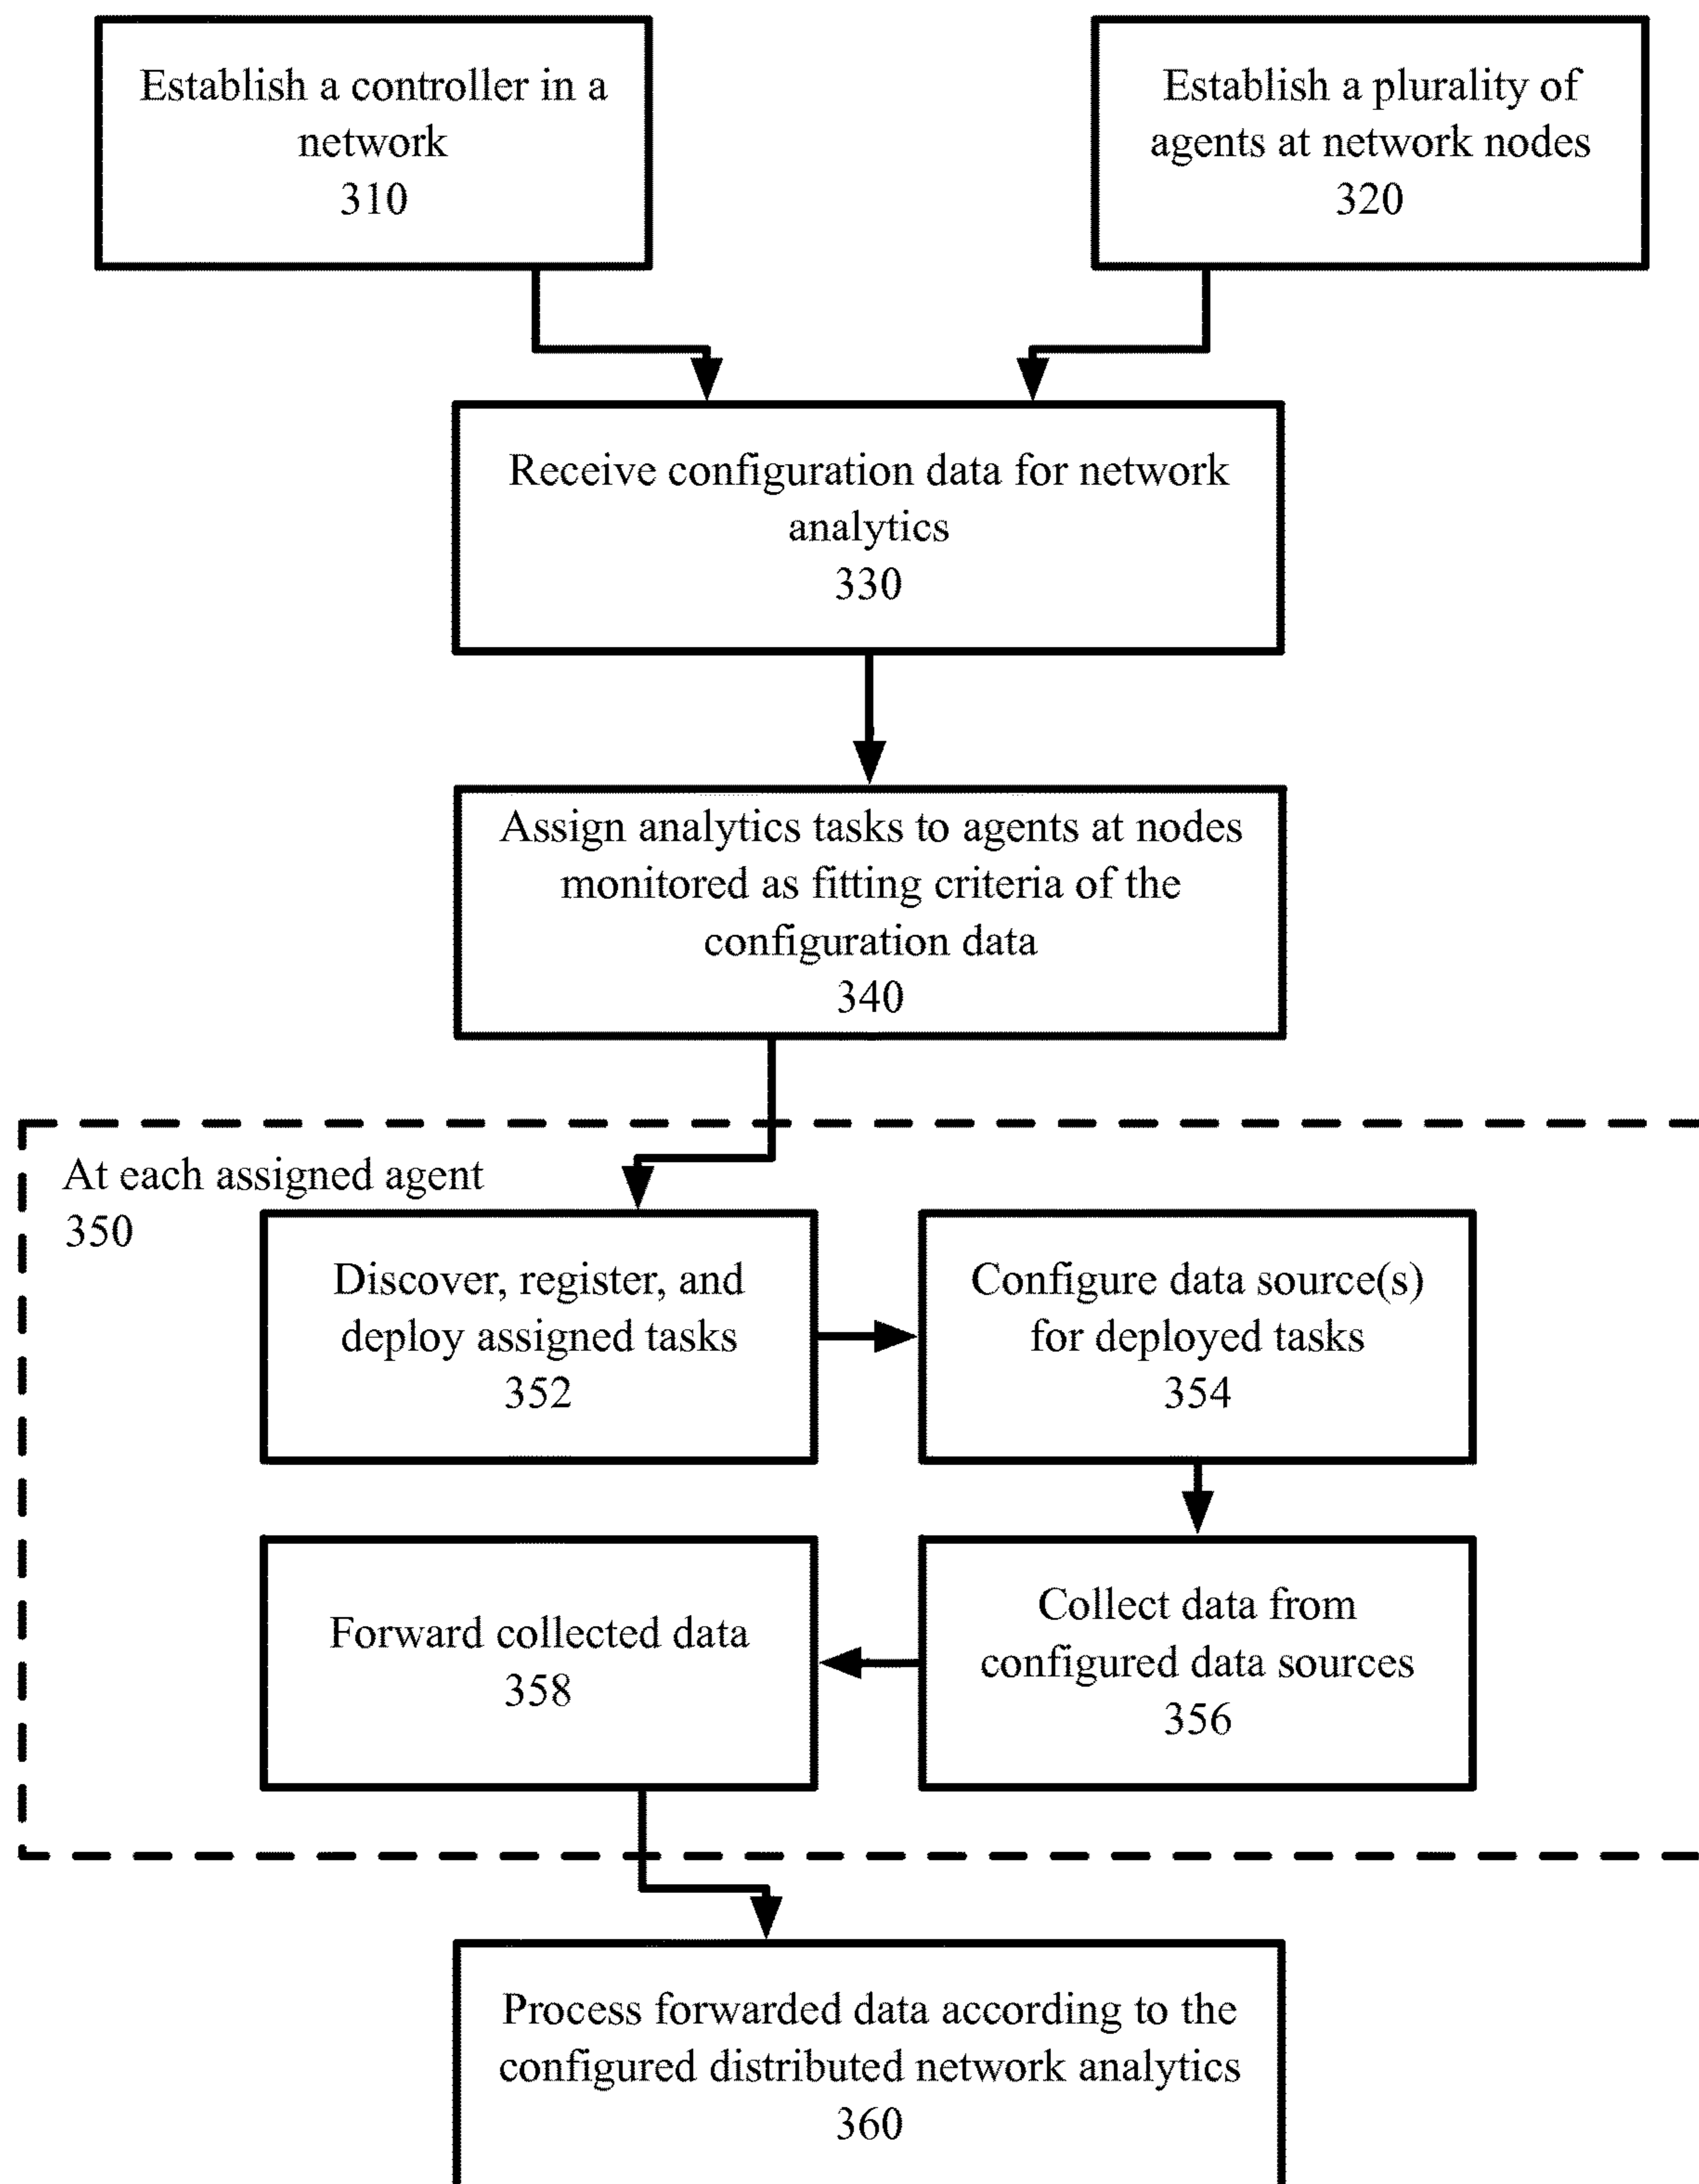 Establish a controller in a
network
310
Establish a plurality of
agents at network nodes
320
Receive configuration data for network
analytics
330
Assign analytics tasks to agents at nodes
monitored as fitting criteria of the
configuration data
340
At each assigned agent
350
Discover, register, and
deploy assigned tasks
352
Configure data source(s)
for deployed tasks
354
Collect data from
configured data sources
356
Forward collected data
358
Process forwarded data according to the
configured distributed network analytics
360